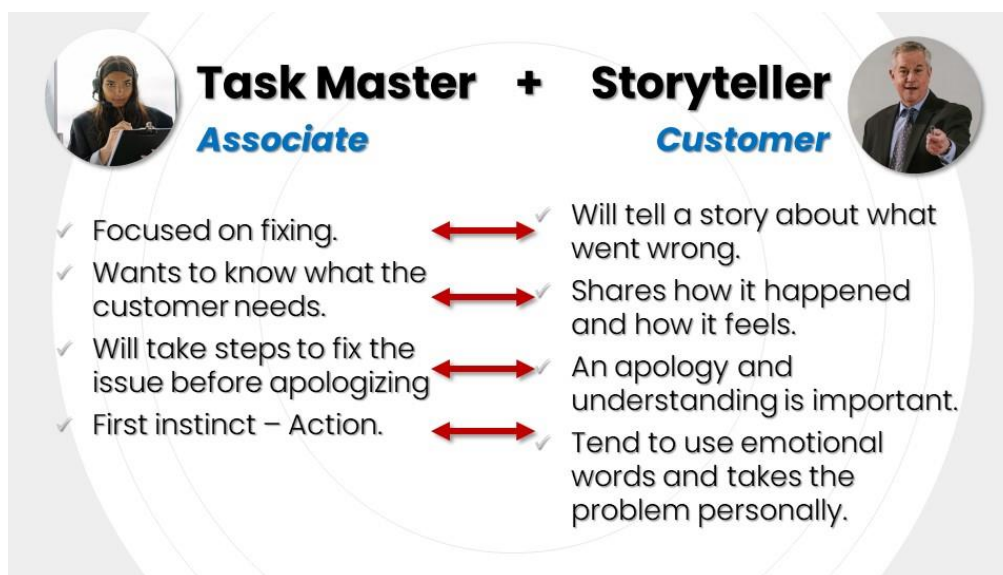 Task Master + Storyteller
Associate
Customer
Focused on fixing.
Wants to know what the
customer needs.
Will take steps to fix the
issue before apologizing
First instinct – Action.
Will tell a story about what
went wrong.
Shares how it happened
and how it feels.
An apology and
understanding is important.
Tend to use emotional
words and takes the
problem personally.